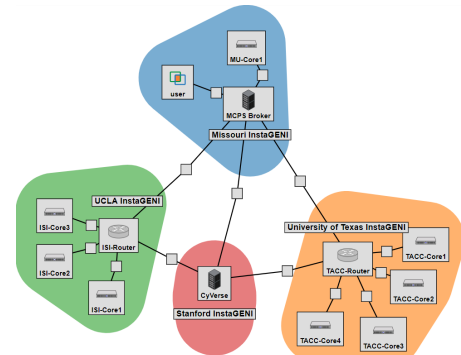 MU-Core1
user
MCPS Broker
Missouri InstaGENI
UCLA InstaGENI
ISI-Core3
ISI-Router
ISI-Core2
ISI-Core1
University of Texas InstaGENI
TACC-Core1
TACC-Router
CyVerse
TACC-Core2
Stanford InstaGENI
TACC-Core4
TACC-Core3